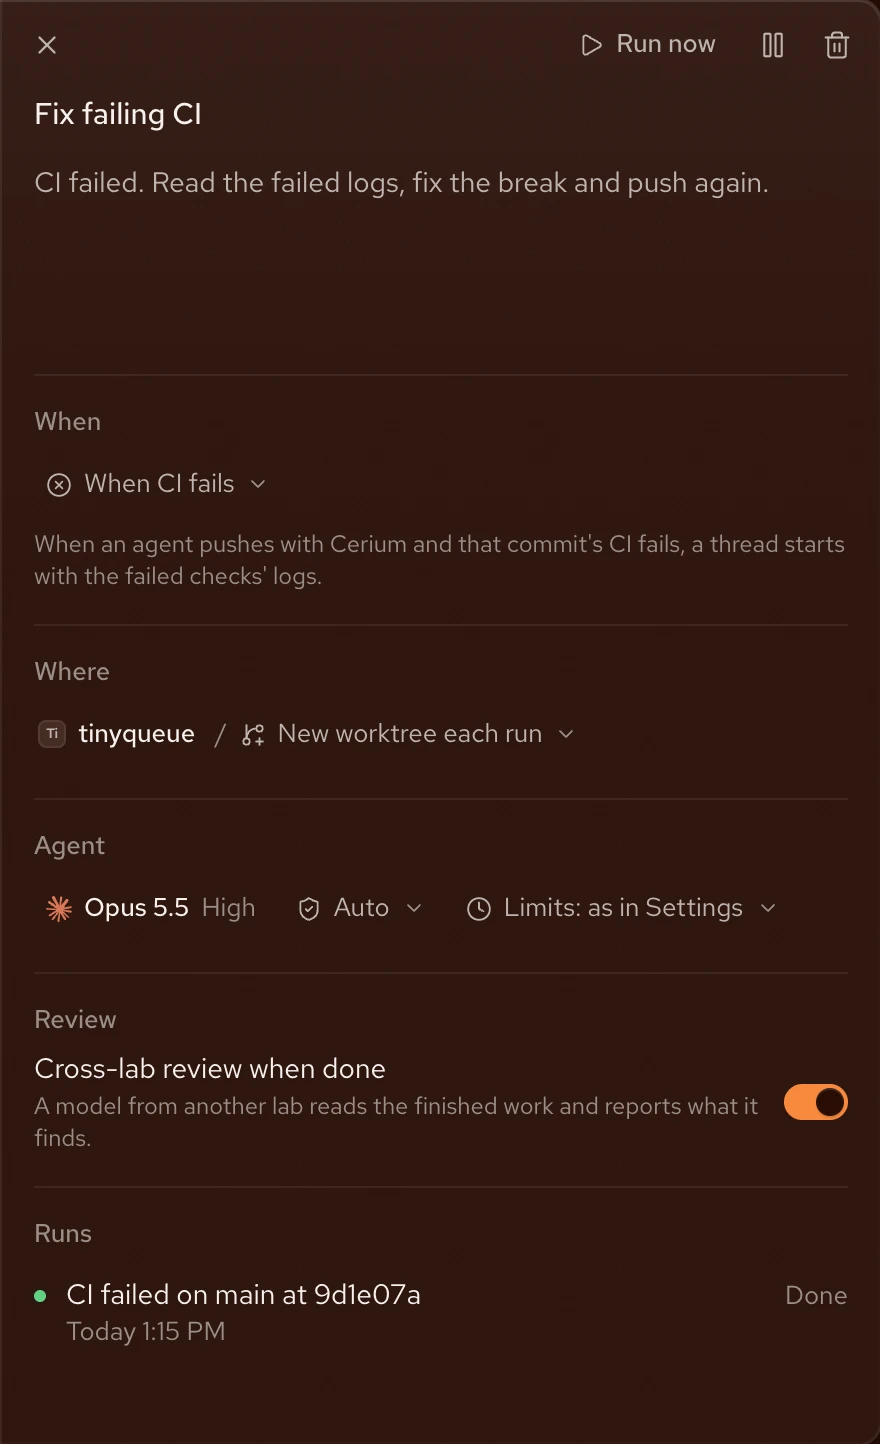 Run now
Fix failing CI
CI failed. Read the failed logs, fix the break and push again.
When
When CI fails
When an agent pushes with Cerium and that commit's CI fails, a thread starts
with the failed checks' logs.
Where
Ti tinyqueue / New worktree each run
Agent
Opus 5.5 High Auto Limits: as in Settings
Review
Cross-lab review when done
A model from another lab reads the finished work and reports what it
finds.
Runs
CI failed on main at 9d1e07a Done
Today 1:15 PM